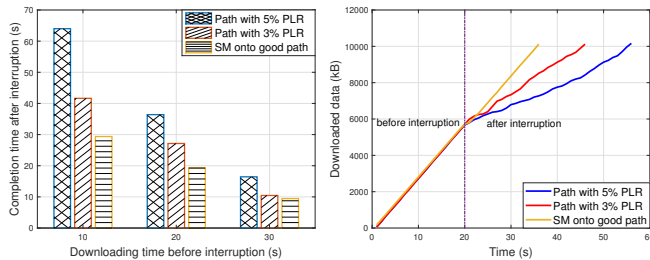 Completion time after interruption (s)
70
60
50
40
30
20
10
0
10
20
30
Downloading time before interruption (s)
Path with 5% PLR
Path with 3% PLR
SM onto good path
Downloaded data (kB)
12000
10000
8000
6000
4000
2000
0
0
10
20
30
40
50
60
Time (s)
before interruption
after interruption
Path with 5% PLR
Path with 3% PLR
SM onto good path